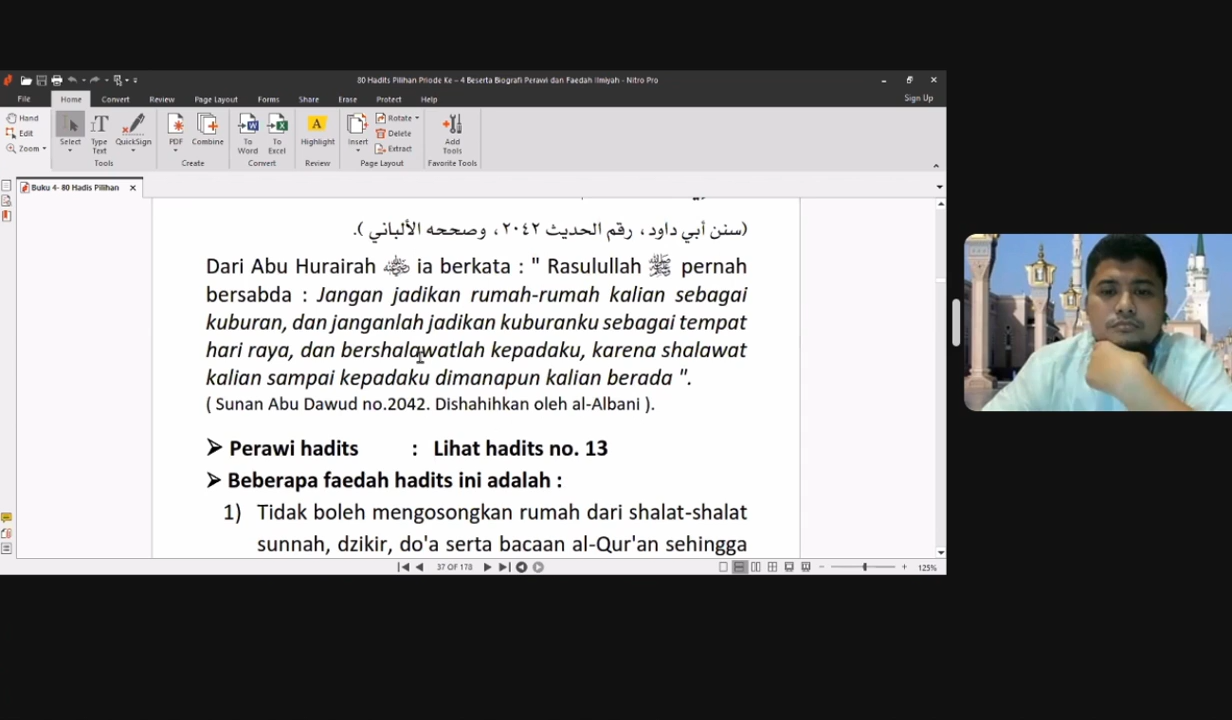 80 Hadits Pilihan Priode Ke – 4 Beserta Biografi Perawi dan Faedah Ilmiyah - Nitro Pro
File Home Convert Review Page Layout Forms Share Erase Protect Help Sign Up
Hand
Edit
Zoom
Select
Type Text
QuickSign
Tools
PDF
Combine
Create
To Word
To Excel
Convert
Highlight
Review
Insert
Rotate
Delete
Extract
Page Layout
Add Tools
Favorite Tools
Buku 4- 80 Hadis Pilihan
(سنن أبي داود، رقم الحديث ٢٠٤٢، وصححه الألباني ).
Dari Abu Hurairah ia berkata : " Rasulullah ﷺ pernah
bersabda : Jangan jadikan rumah-rumah kalian sebagai
kuburan, dan janganlah jadikan kuburanku sebagai tempat
hari raya, dan bershalawatlah kepadaku, karena shalawat
kalian sampai kepadaku dimanapun kalian berada ".
( Sunan Abu Dawud no.2042. Dishahihkan oleh al-Albani ).
➢ Perawi hadits : Lihat hadits no. 13
➢ Beberapa faedah hadits ini adalah :
1) Tidak boleh mengosongkan rumah dari shalat-shalat
sunnah, dzikir, do'a serta bacaan al-Qur'an sehingga
37 OF 178
125%